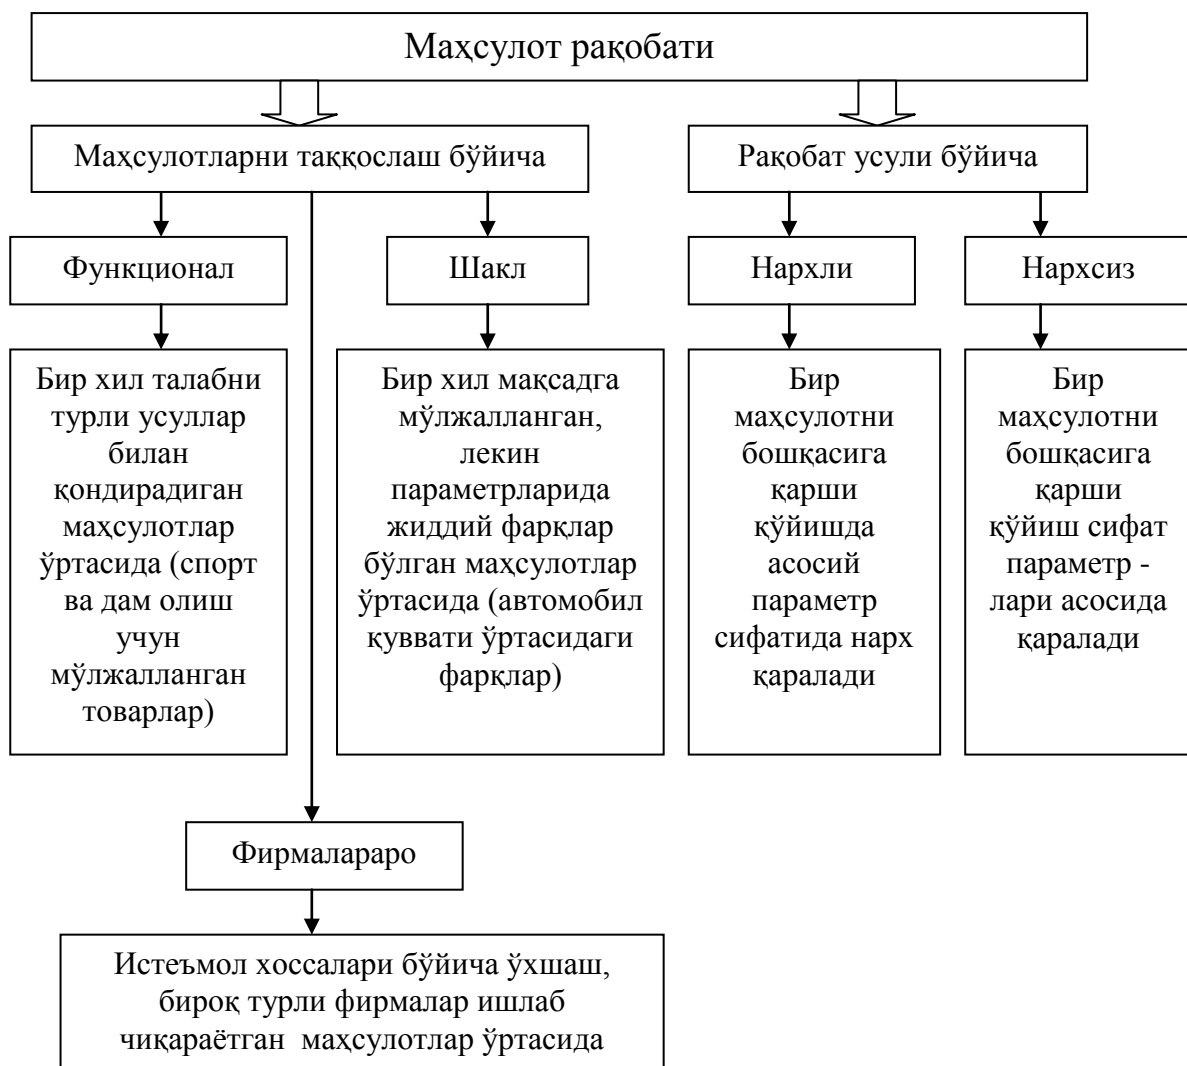 Маҳсулот рақобати
Маҳсулотларни таққослаш бўйича
Рақобат усули бўйича
Функционал
Шакл
Нархли
Нархсиз
Бир хил талабни
турли усуллар
билан
қондирадиган
маҳсулотлар
ўртасида (спорт
ва дам олиш
учун
мўлжалланган
товарлар)
Бир хил мақсадга
мўлжалланган,
лекин
параметрларида
жиддий фарқлар
бўлган маҳсулотлар
ўртасида (автомобил
қуввати ўртасидаги
фарқлар)
Бир
маҳсулотни
бошқасига
қарши
қўйишда
асосий
параметр
сифатида нарх
қаралади
Бир
маҳсулотни
бошқасига
қарши
қўйиш сифат
параметр -
лари асосида
қаралади
Фирмалараро
Истеъмол хоссалари бўйича ўхшаш,
бироқ турли фирмалар ишлаб
чиқараётган маҳсулотлар ўртасида